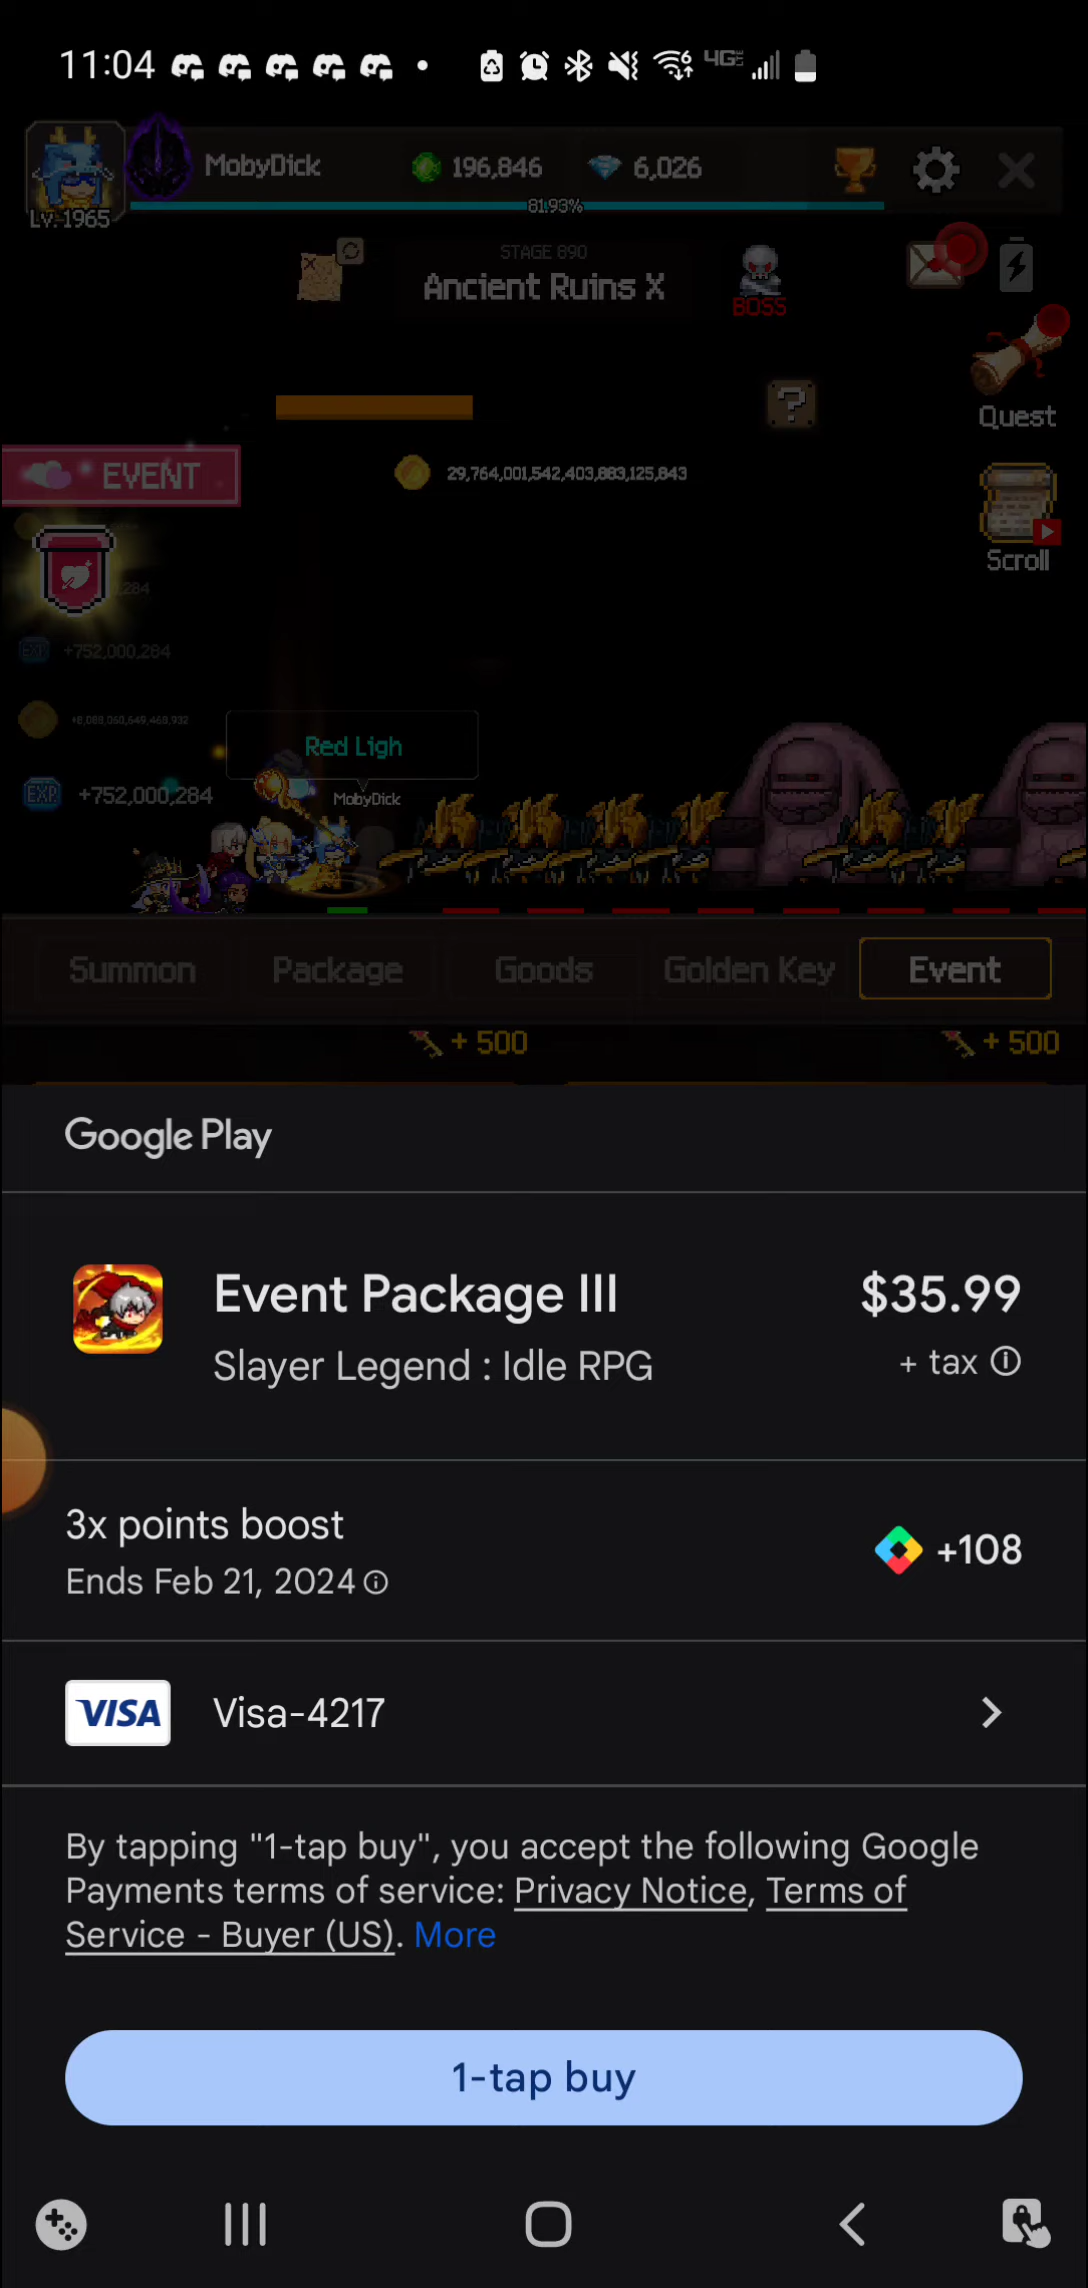 11:04
4G
MobyDick
196,846
6,026
Lv. 1965
81.93%
STAGE 890
Ancient Ruins X
BOSS
?
Quest
EVENT
29,764,001,542,403,883,125,843
Scroll
,284
+752,000,284
Red Ligh
MobyDick
EXP
+752,000,284
Summon
Package
Goods
Golden Key
Event
+ 500
+ 500
Google Play
Event Package III
$35.99
Slayer Legend : Idle RPG
+ tax
3x points boost
+108
Ends Feb 21, 2024
VISA
Visa-4217
By tapping "1-tap buy", you accept the following Google
Payments terms of service: Privacy Notice, Terms of
Service - Buyer (US). More
1-tap buy